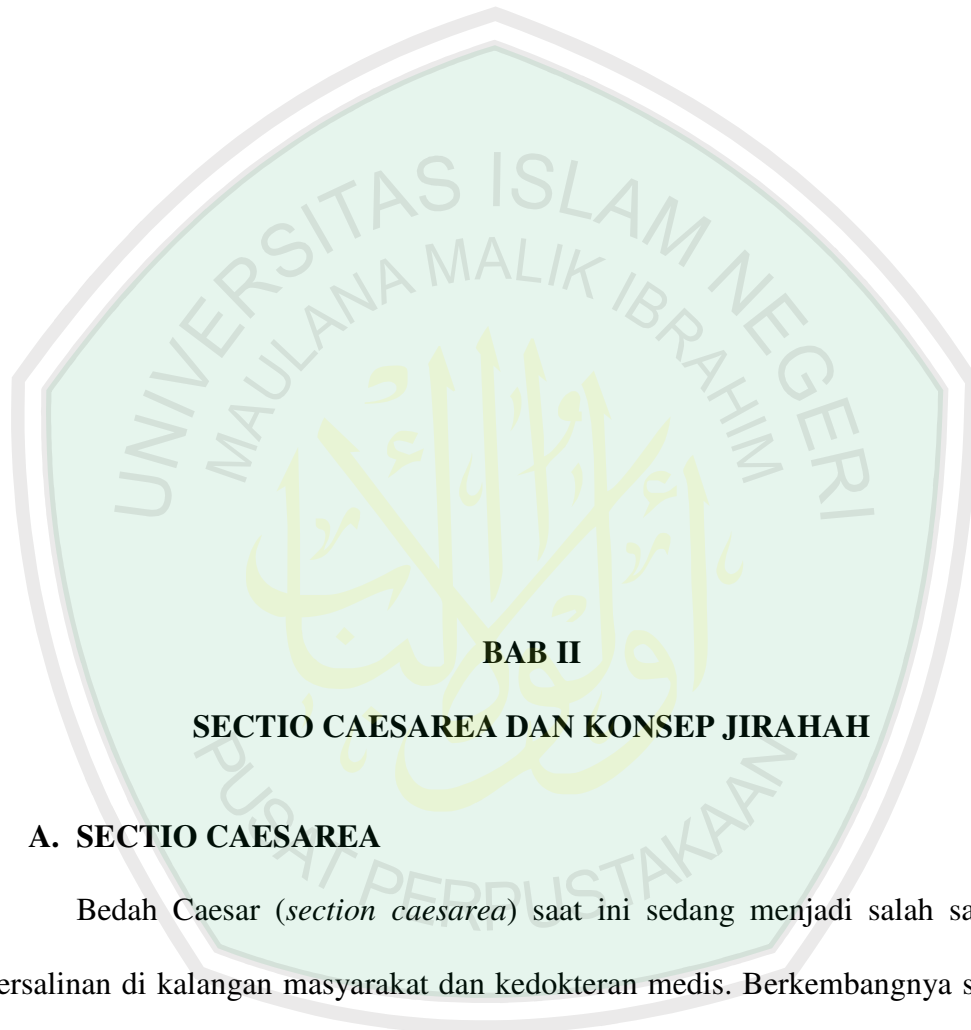 UNIVERSITAS ISLAM NEGERI
MAULANA MALIK IBRAHIM
BAB II
SECTIO CAESAREA DAN KONSEP JIRAHAH
A. SECTIO CAESAREA
PUSAT PERPUSTAKAAN
Bedah Caesar (section caesarea) saat ini sedang menjadi salah
di kalangan masyarakat dan kedokteran medis. Berkembangnya